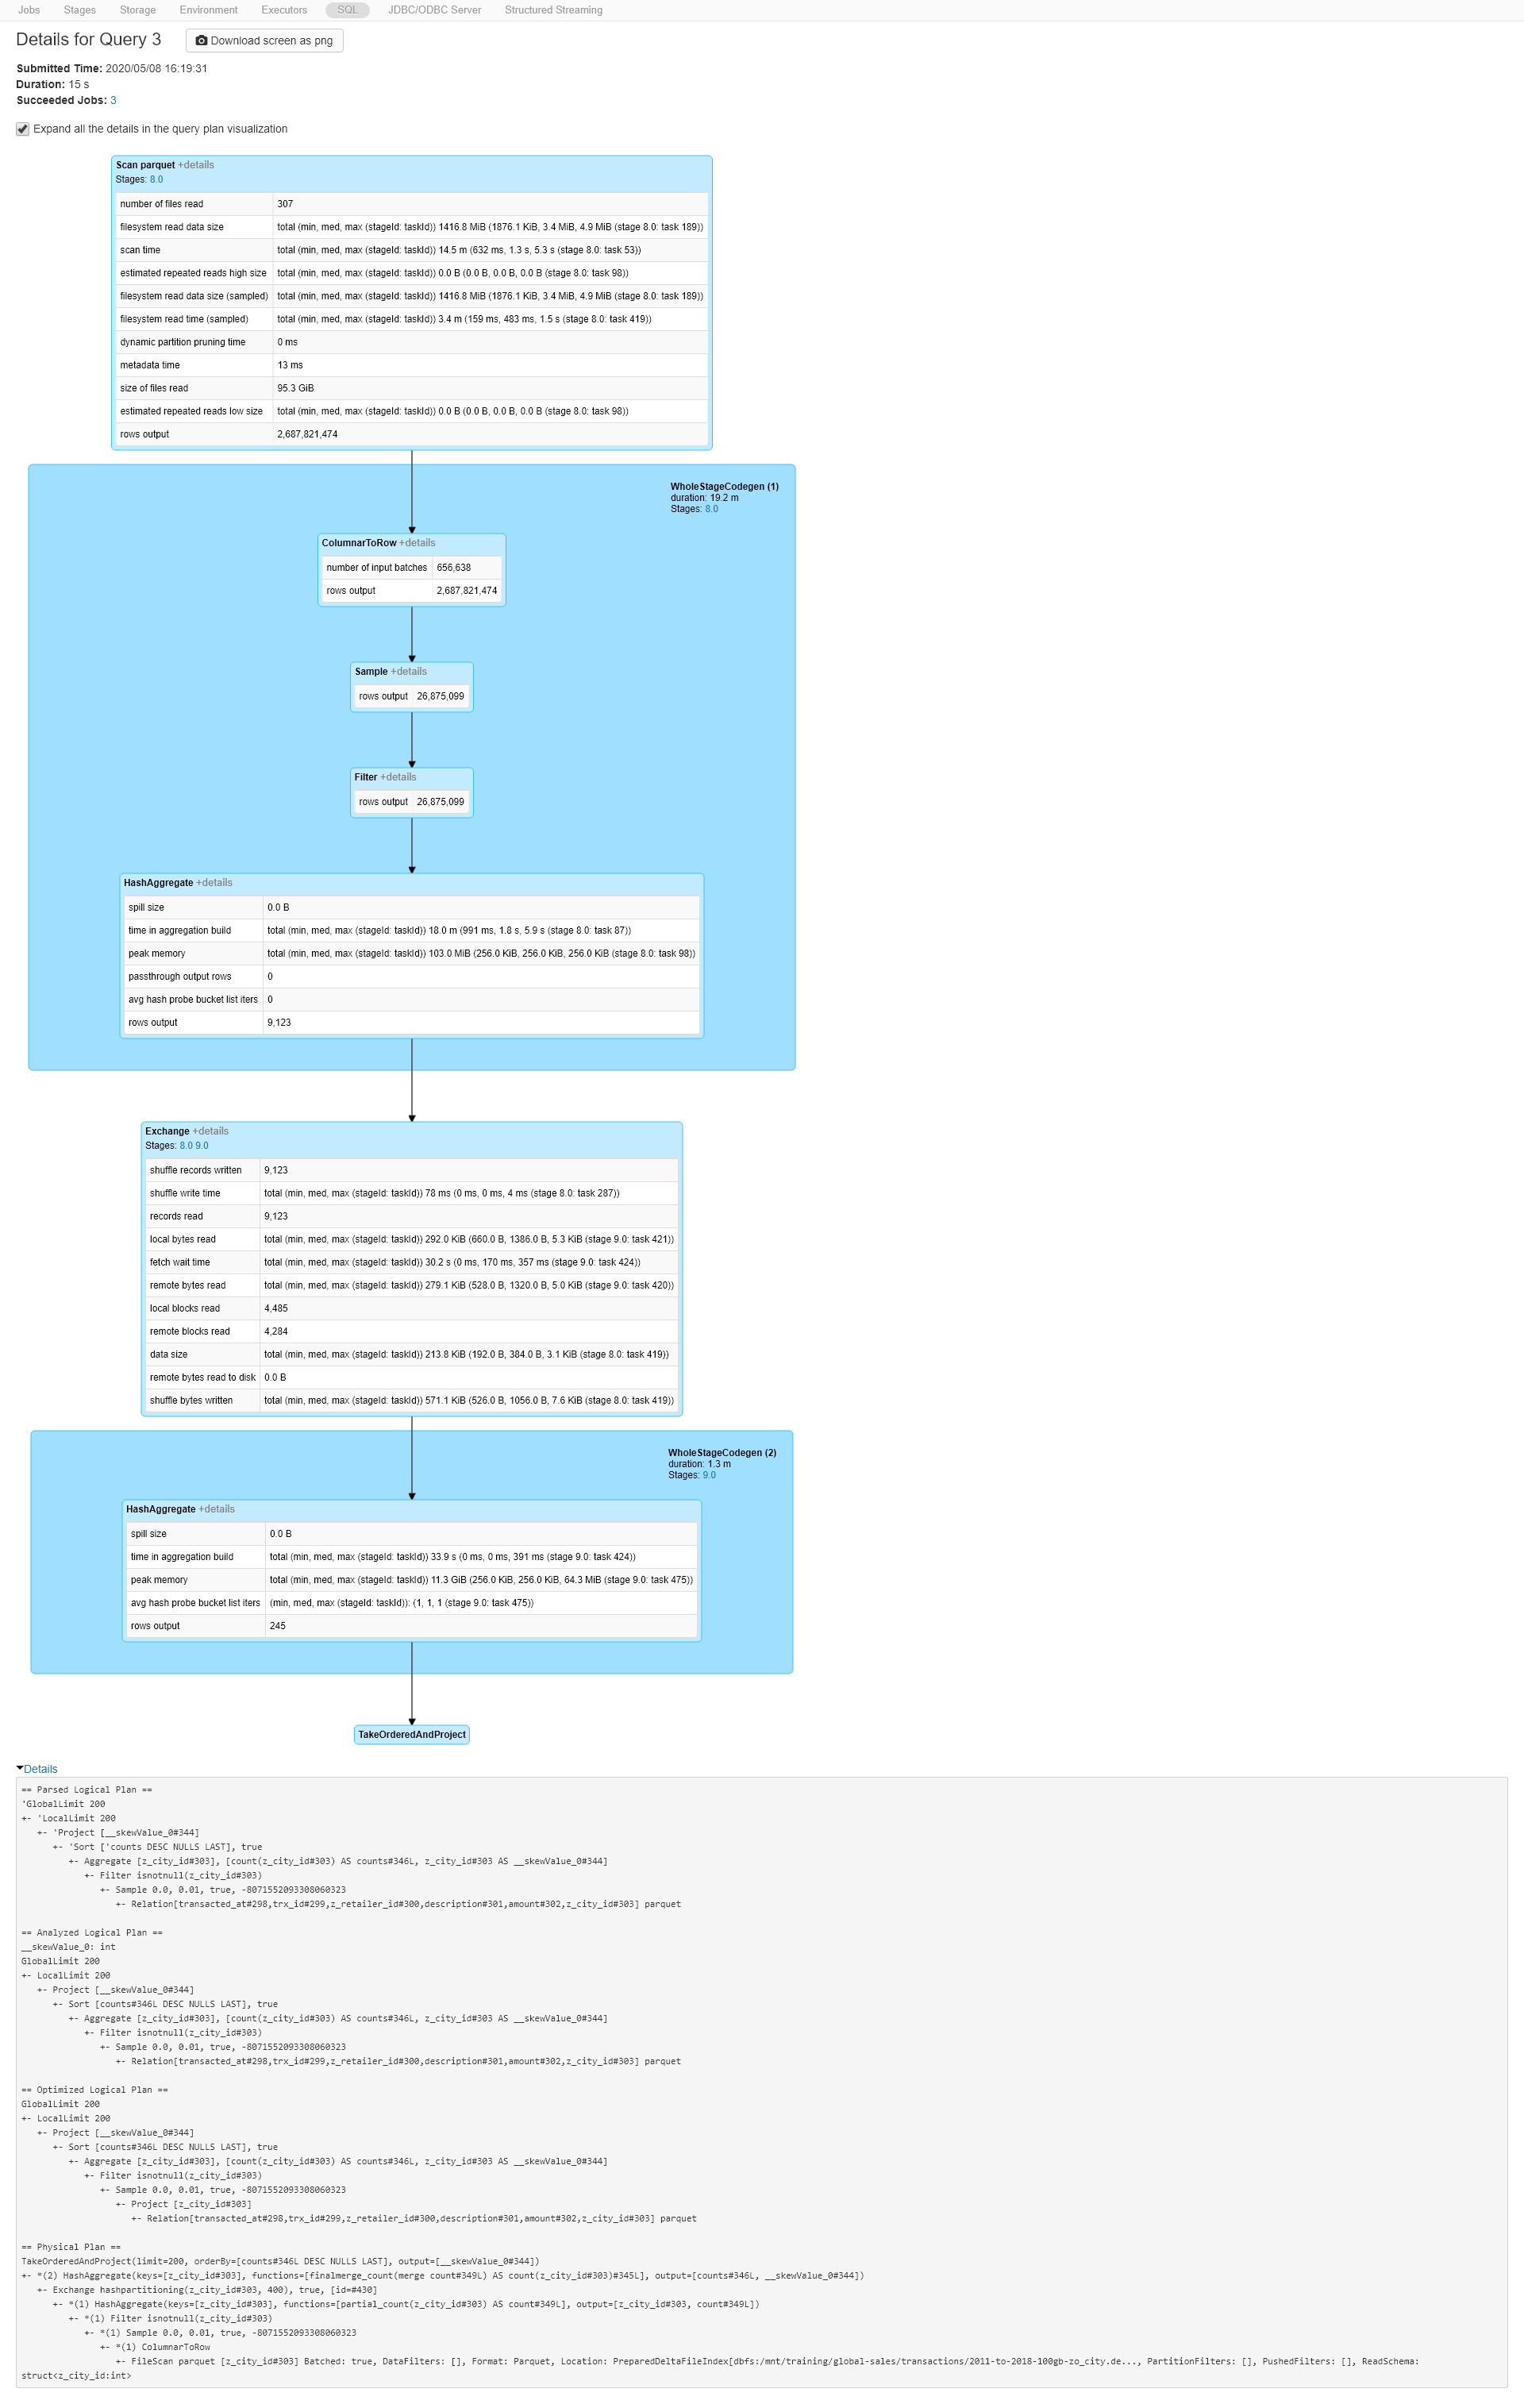 Jobs Stages Storage Environment Executors SQL JDBC/ODBC Server Structured Streaming
Details for Query 3 Download screen as png
Submitted Time: 2020/05/08 16:19:31
Duration: 15 s
Succeeded Jobs: 3
Expand all the details in the query plan visualization
Scan parquet +details
Stages: 8.0
number of files read 307
filesystem read data size total (min, med, max (stageId: taskId)) 1416.8 MiB (1876.1 KiB, 3.4 MiB, 4.9 MiB (stage 8.0: task 189))
scan time total (min, med, max (stageId: taskId)) 14.5 m (632 ms, 1.3 s, 5.3 s (stage 8.0: task 53))
estimated repeated reads high size total (min, med, max (stageId: taskId)) 0.0 B (0.0 B, 0.0 B, 0.0 B (stage 8.0: task 98))
filesystem read data size (sampled) total (min, med, max (stageId: taskId)) 1416.8 MiB (1876.1 KiB, 3.4 MiB, 4.9 MiB (stage 8.0: task 189))
filesystem read time (sampled) total (min, med, max (stageId: taskId)) 3.4 m (159 ms, 483 ms, 1.5 s (stage 8.0: task 419))
dynamic partition pruning time 0 ms
metadata time 13 ms
size of files read 95.3 GiB
estimated repeated reads low size total (min, med, max (stageId: taskId)) 0.0 B (0.0 B, 0.0 B, 0.0 B (stage 8.0: task 98))
rows output 2,687,821,474
WholeStageCodegen (1)
duration: 19.2 m
Stages: 8.0
ColumnarToRow +details
number of input batches 656,638
rows output 2,687,821,474
Sample +details
rows output 26,875,099
Filter +details
rows output 26,875,099
HashAggregate +details
spill size 0.0 B
time in aggregation build total (min, med, max (stageId: taskId)) 18.0 m (991 ms, 1.8 s, 5.9 s (stage 8.0: task 87))
peak memory total (min, med, max (stageId: taskId)) 103.0 MiB (256.0 KiB, 256.0 KiB, 256.0 KiB (stage 8.0: task 98))
passthrough output rows 0
avg hash probe bucket list iters 0
rows output 9,123
Exchange +details
Stages: 8.0 9.0
shuffle records written 9,123
shuffle write time total (min, med, max (stageId: taskId)) 78 ms (0 ms, 0 ms, 4 ms (stage 8.0: task 287))
records read 9,123
local bytes read total (min, med, max (stageId: taskId)) 292.0 KiB (660.0 B, 1386.0 B, 5.3 KiB (stage 9.0: task 421))
fetch wait time total (min, med, max (stageId: taskId)) 30.2 s (0 ms, 170 ms, 357 ms (stage 9.0: task 424))
remote bytes read total (min, med, max (stageId: taskId)) 279.1 KiB (528.0 B, 1320.0 B, 5.0 KiB (stage 9.0: task 420))
local blocks read 4,485
remote blocks read 4,284
data size total (min, med, max (stageId: taskId)) 213.8 KiB (192.0 B, 384.0 B, 3.1 KiB (stage 8.0: task 419))
remote bytes read to disk 0.0 B
shuffle bytes written total (min, med, max (stageId: taskId)) 571.1 KiB (526.0 B, 1056.0 B, 7.6 KiB (stage 8.0: task 419))
WholeStageCodegen (2)
duration: 1.3 m
Stages: 9.0
HashAggregate +details
spill size 0.0 B
time in aggregation build total (min, med, max (stageId: taskId)) 33.9 s (0 ms, 0 ms, 391 ms (stage 9.0: task 424))
peak memory total (min, med, max (stageId: taskId)) 11.3 GiB (256.0 KiB, 256.0 KiB, 64.3 MiB (stage 9.0: task 475))
avg hash probe bucket list iters (min, med, max (stageId: taskId)): (1, 1, 1 (stage 9.0: task 475))
rows output 245
TakeOrderedAndProject
Details
== Parsed Logical Plan ==
'GlobalLimit 200
+- 'LocalLimit 200
+- 'Project [__skewValue_0#344]
+- 'Sort ['counts DESC NULLS LAST], true
+- Aggregate [z_city_id#303], [count(z_city_id#303) AS counts#346L, z_city_id#303 AS __skewValue_0#344]
+- Filter isnotnull(z_city_id#303)
+- Sample 0.0, 0.01, true, -8071552093308060323
+- Relation[transacted_at#298,trx_id#299,z_retailer_id#300,description#301,amount#302,z_city_id#303] parquet
== Analyzed Logical Plan ==
__skewValue_0: int
GlobalLimit 200
+- LocalLimit 200
+- Project [__skewValue_0#344]
+- Sort [counts#346L DESC NULLS LAST], true
+- Aggregate [z_city_id#303], [count(z_city_id#303) AS counts#346L, z_city_id#303 AS __skewValue_0#344]
+- Filter isnotnull(z_city_id#303)
+- Sample 0.0, 0.01, true, -8071552093308060323
+- Relation[transacted_at#298,trx_id#299,z_retailer_id#300,description#301,amount#302,z_city_id#303] parquet
== Optimized Logical Plan ==
GlobalLimit 200
+- LocalLimit 200
+- Project [__skewValue_0#344]
+- Sort [counts#346L DESC NULLS LAST], true
+- Aggregate [z_city_id#303], [count(z_city_id#303) AS counts#346L, z_city_id#303 AS __skewValue_0#344]
+- Filter isnotnull(z_city_id#303)
+- Sample 0.0, 0.01, true, -8071552093308060323
+- Project [z_city_id#303]
+- Relation[transacted_at#298,trx_id#299,z_retailer_id#300,description#301,amount#302,z_city_id#303] parquet
== Physical Plan ==
TakeOrderedAndProject(limit=200, orderBy=[counts#346L DESC NULLS LAST], output=[__skewValue_0#344])
+- *(2) HashAggregate(keys=[z_city_id#303], functions=[finalmerge_count(merge count#349L) AS count(z_city_id#303)#345L], output=[counts#346L, __skewValue_0#344])
+- Exchange hashpartitioning(z_city_id#303, 400), true, [id=#430]
+- *(1) HashAggregate(keys=[z_city_id#303], functions=[partial_count(z_city_id#303) AS count#349L], output=[z_city_id#303, count#349L])
+- *(1) Filter isnotnull(z_city_id#303)
+- *(1) Sample 0.0, 0.01, true, -8071552093308060323
+- *(1) ColumnarToRow
+- FileScan parquet [z_city_id#303] Batched: true, DataFilters: [], Format: Parquet, Location: PreparedDeltaFileIndex[dbfs:/mnt/training/global-sales/transactions/2011-to-2018-100gb-zo_city.de..., PartitionFilters: [], PushedFilters: [], ReadSchema:
struct<z_city_id:int>